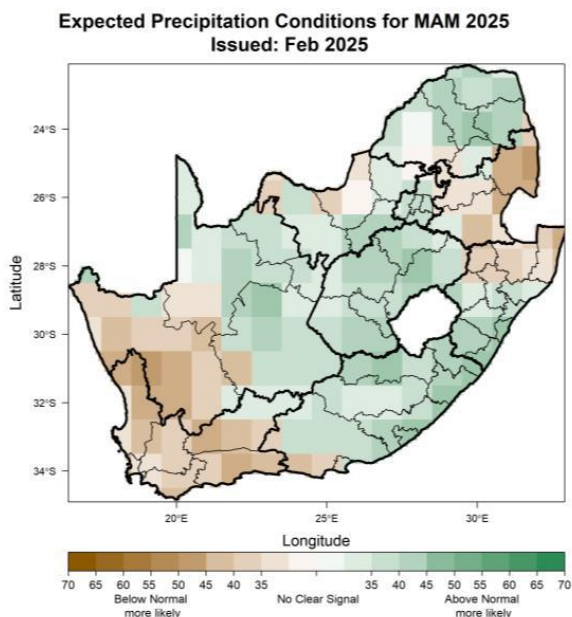 Expected Precipitation Conditions for MAM 2025
Issued: Feb 2025
24°S
26°S
28°S
30°S
32°S
34°S
Latitude
20°E 25°E 30°E
Longitude
70 65 60 55 50 45 40 35 35 40 45 50 55 60 65 70
Below Normal No Clear Signal Above Normal
more likely more likely